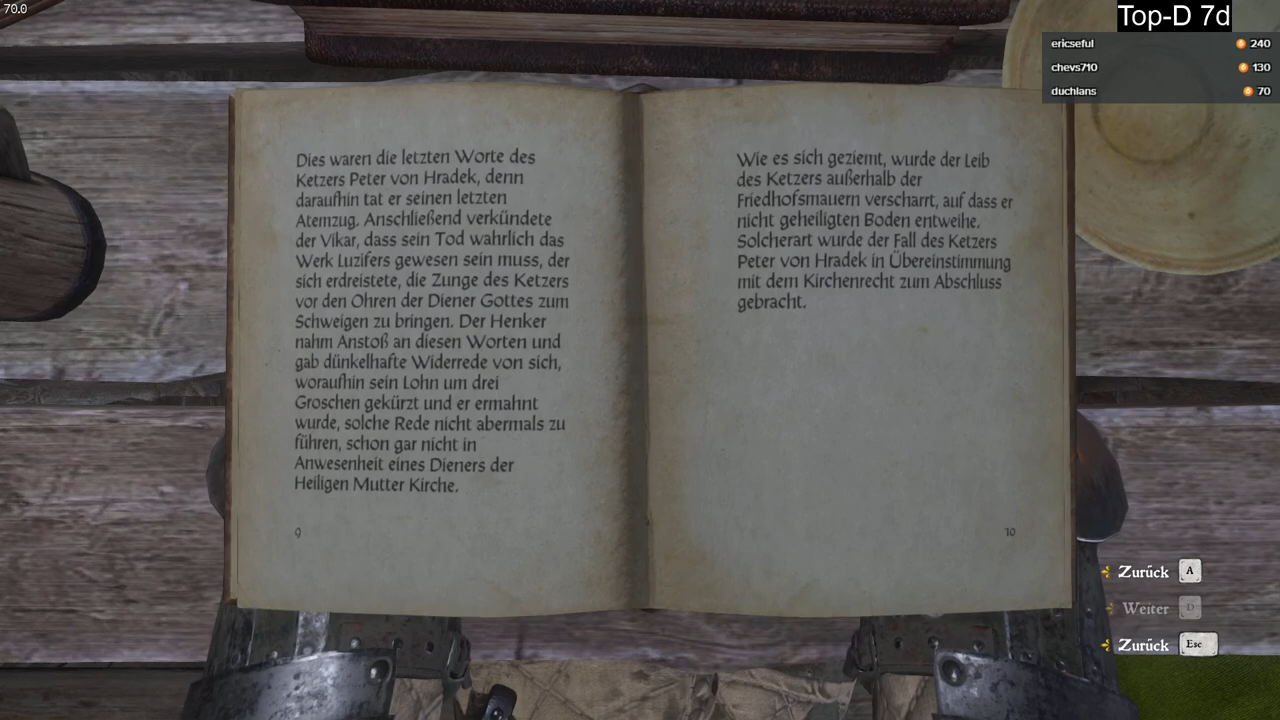 70.0
Top-D 7d
ericseful 240
chevs710 130
duchlans 70
Dies waren die letzten Worte des
Ketzers Peter von Hradek, denn
daraufhin tat er seinen letzten
Atemzug. Anschließend verkündete
der Vikar, dass sein Tod wahrlich das
Werk Luzifers gewesen sein muss, der
sich erdreistete, die Zunge des Ketzers
vor den Ohren der Diener Gottes zum
Schweigen zu bringen. Der Henker
nahm Anstoß an diesen Worten und
gab dünkelhafte Widerrede von sich,
woraufhin sein Lohn um drei
Groschen gekürzt und er ermahnt
wurde, solche Rede nicht abermals zu
führen, schon gar nicht in
Anwesenheit eines Dieners der
Heiligen Mutter Kirche.
9
Wie es sich geziemt, wurde der Leib
des Ketzers außerhalb der
Friedhofsmauern verscharrt, auf dass er
nicht geheiligten Boden entweihe.
Solcherart wurde der Fall des Ketzers
Peter von Hradek in Übereinstimmung
mit dem Kirchenrecht zum Abschluss
gebracht.
10
Zurück A
Weiter D
Zurück Esc